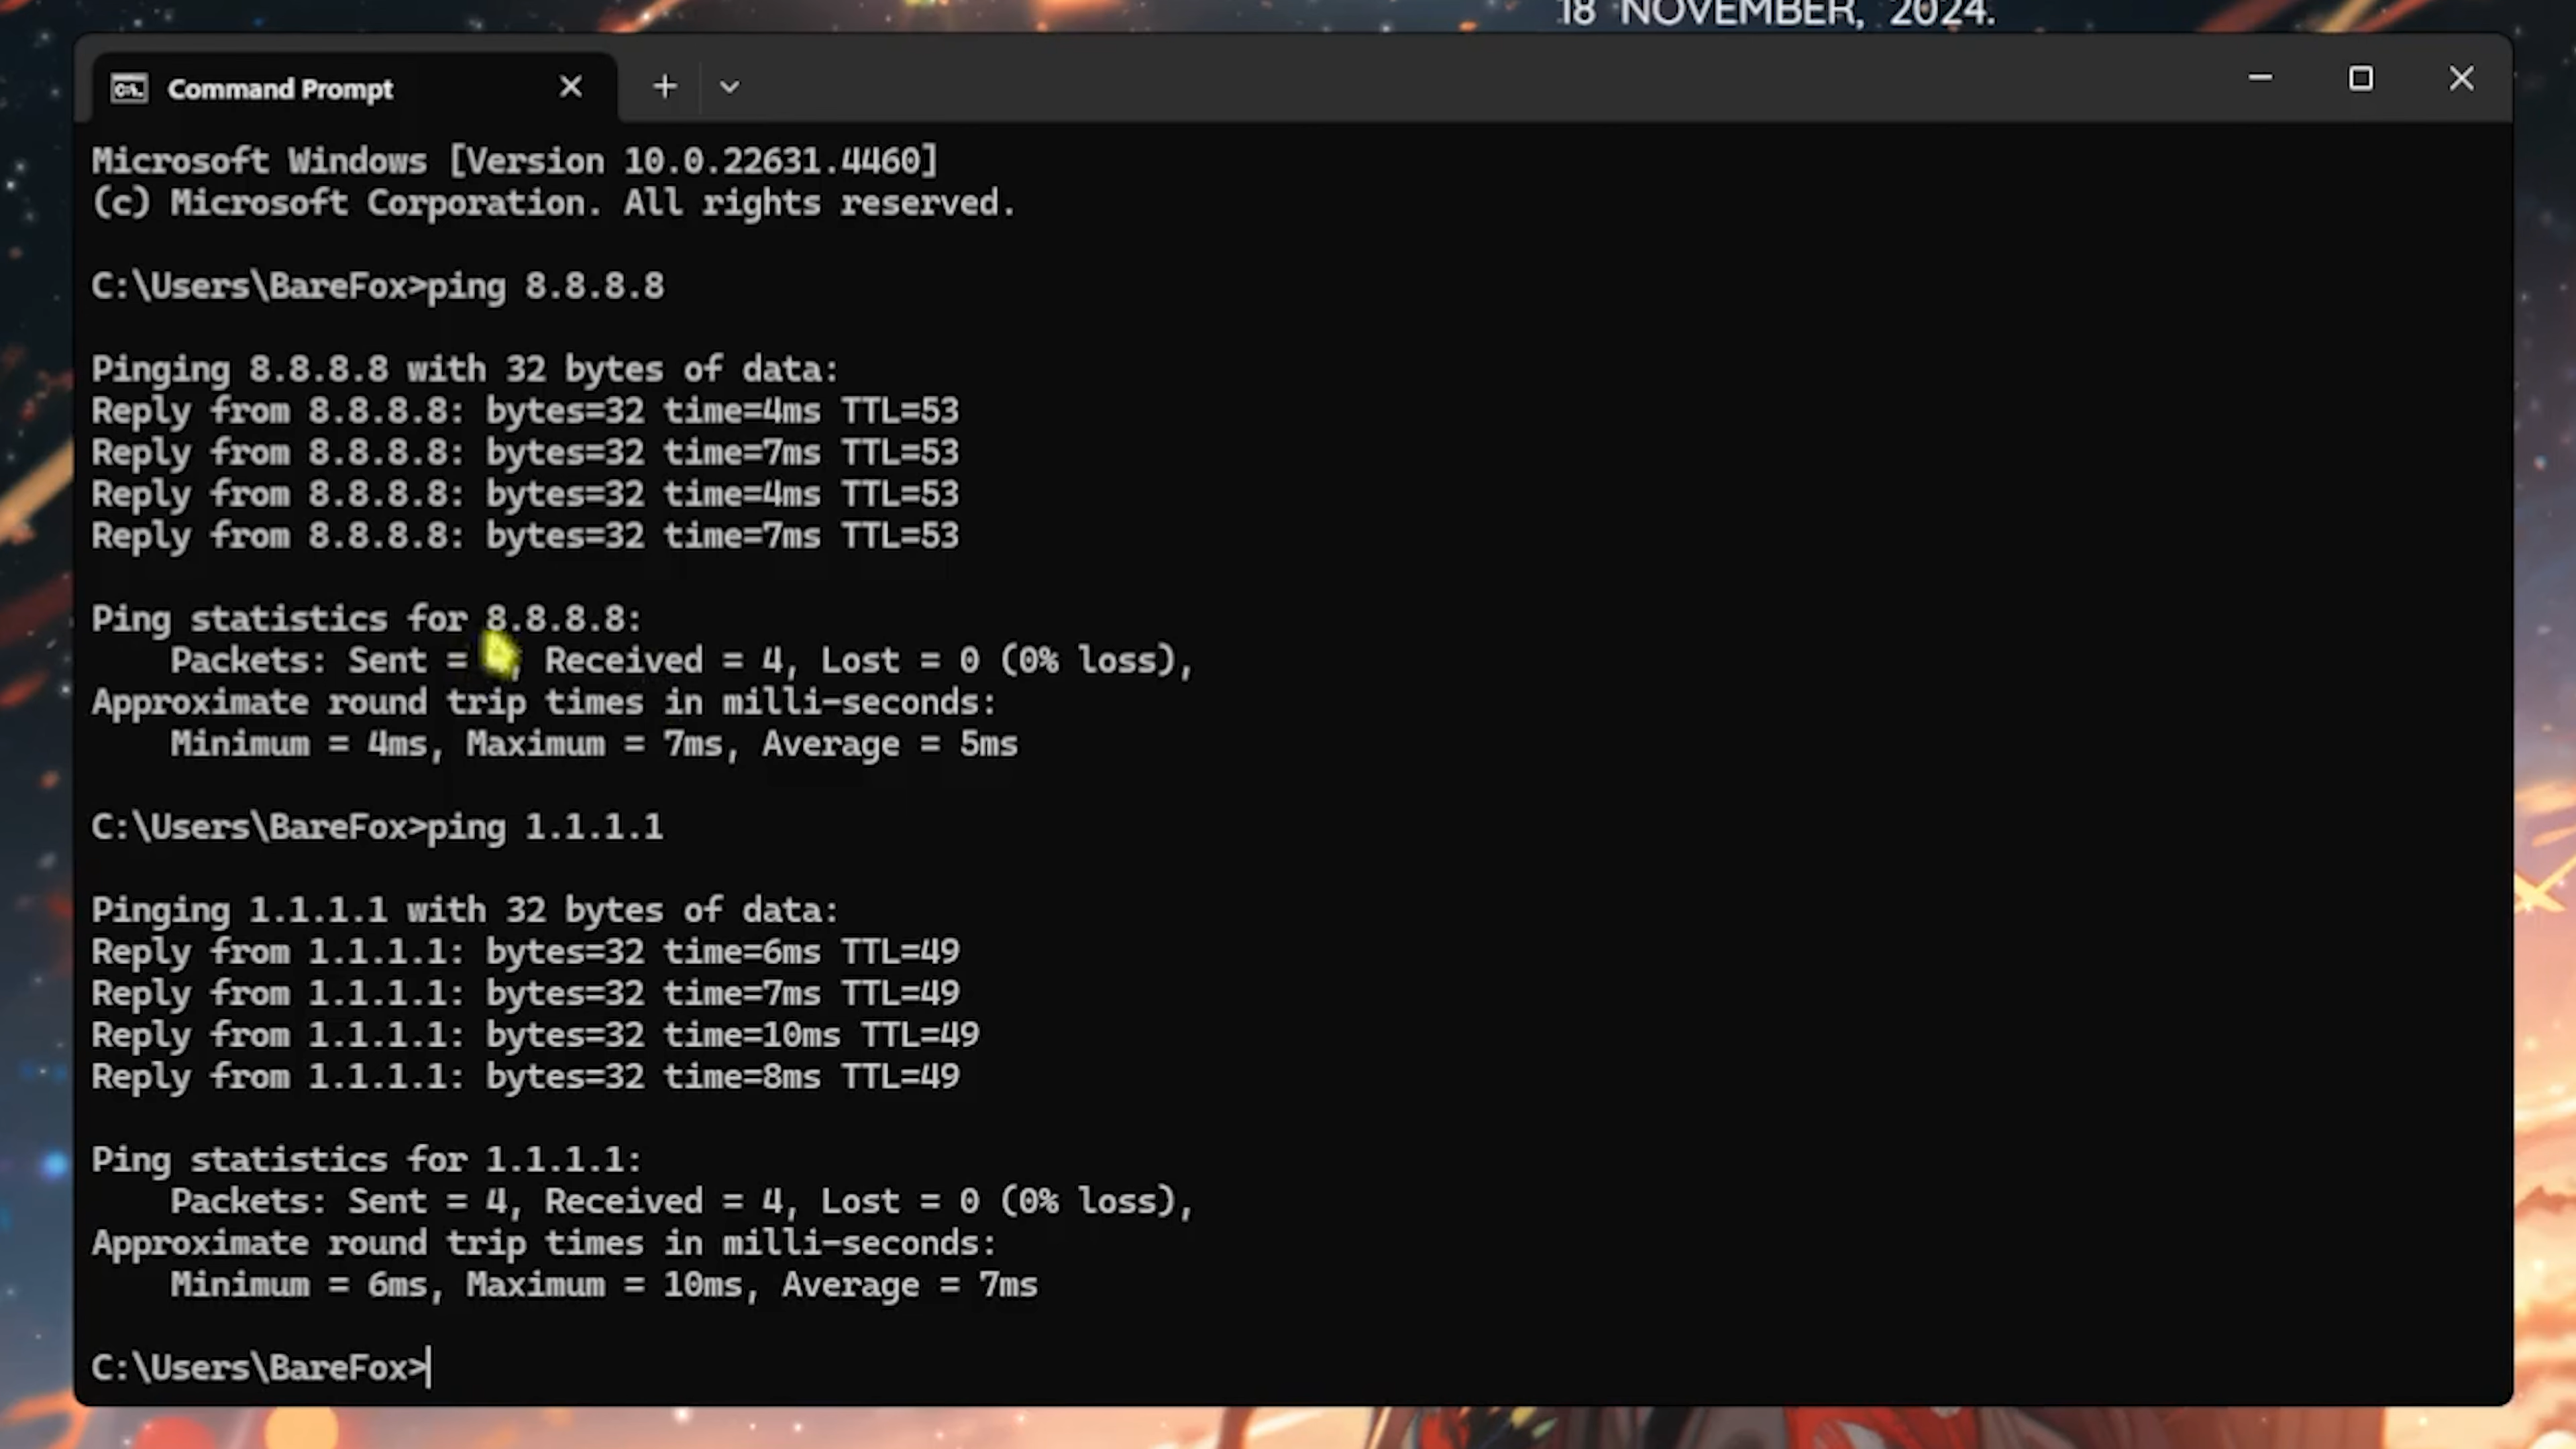 18 NOVEMBER, 2024.
Command Prompt
Microsoft Windows [Version 10.0.22631.4460]
(c) Microsoft Corporation. All rights reserved.
C:\Users\BareFox>ping 8.8.8.8
Pinging 8.8.8.8 with 32 bytes of data:
Reply from 8.8.8.8: bytes=32 time=4ms TTL=53
Reply from 8.8.8.8: bytes=32 time=7ms TTL=53
Reply from 8.8.8.8: bytes=32 time=4ms TTL=53
Reply from 8.8.8.8: bytes=32 time=7ms TTL=53
Ping statistics for 8.8.8.8:
    Packets: Sent = , Received = 4, Lost = 0 (0% loss),
Approximate round trip times in milli-seconds:
    Minimum = 4ms, Maximum = 7ms, Average = 5ms
C:\Users\BareFox>ping 1.1.1.1
Pinging 1.1.1.1 with 32 bytes of data:
Reply from 1.1.1.1: bytes=32 time=6ms TTL=49
Reply from 1.1.1.1: bytes=32 time=7ms TTL=49
Reply from 1.1.1.1: bytes=32 time=10ms TTL=49
Reply from 1.1.1.1: bytes=32 time=8ms TTL=49
Ping statistics for 1.1.1.1:
    Packets: Sent = 4, Received = 4, Lost = 0 (0% loss),
Approximate round trip times in milli-seconds:
    Minimum = 6ms, Maximum = 10ms, Average = 7ms
C:\Users\BareFox>